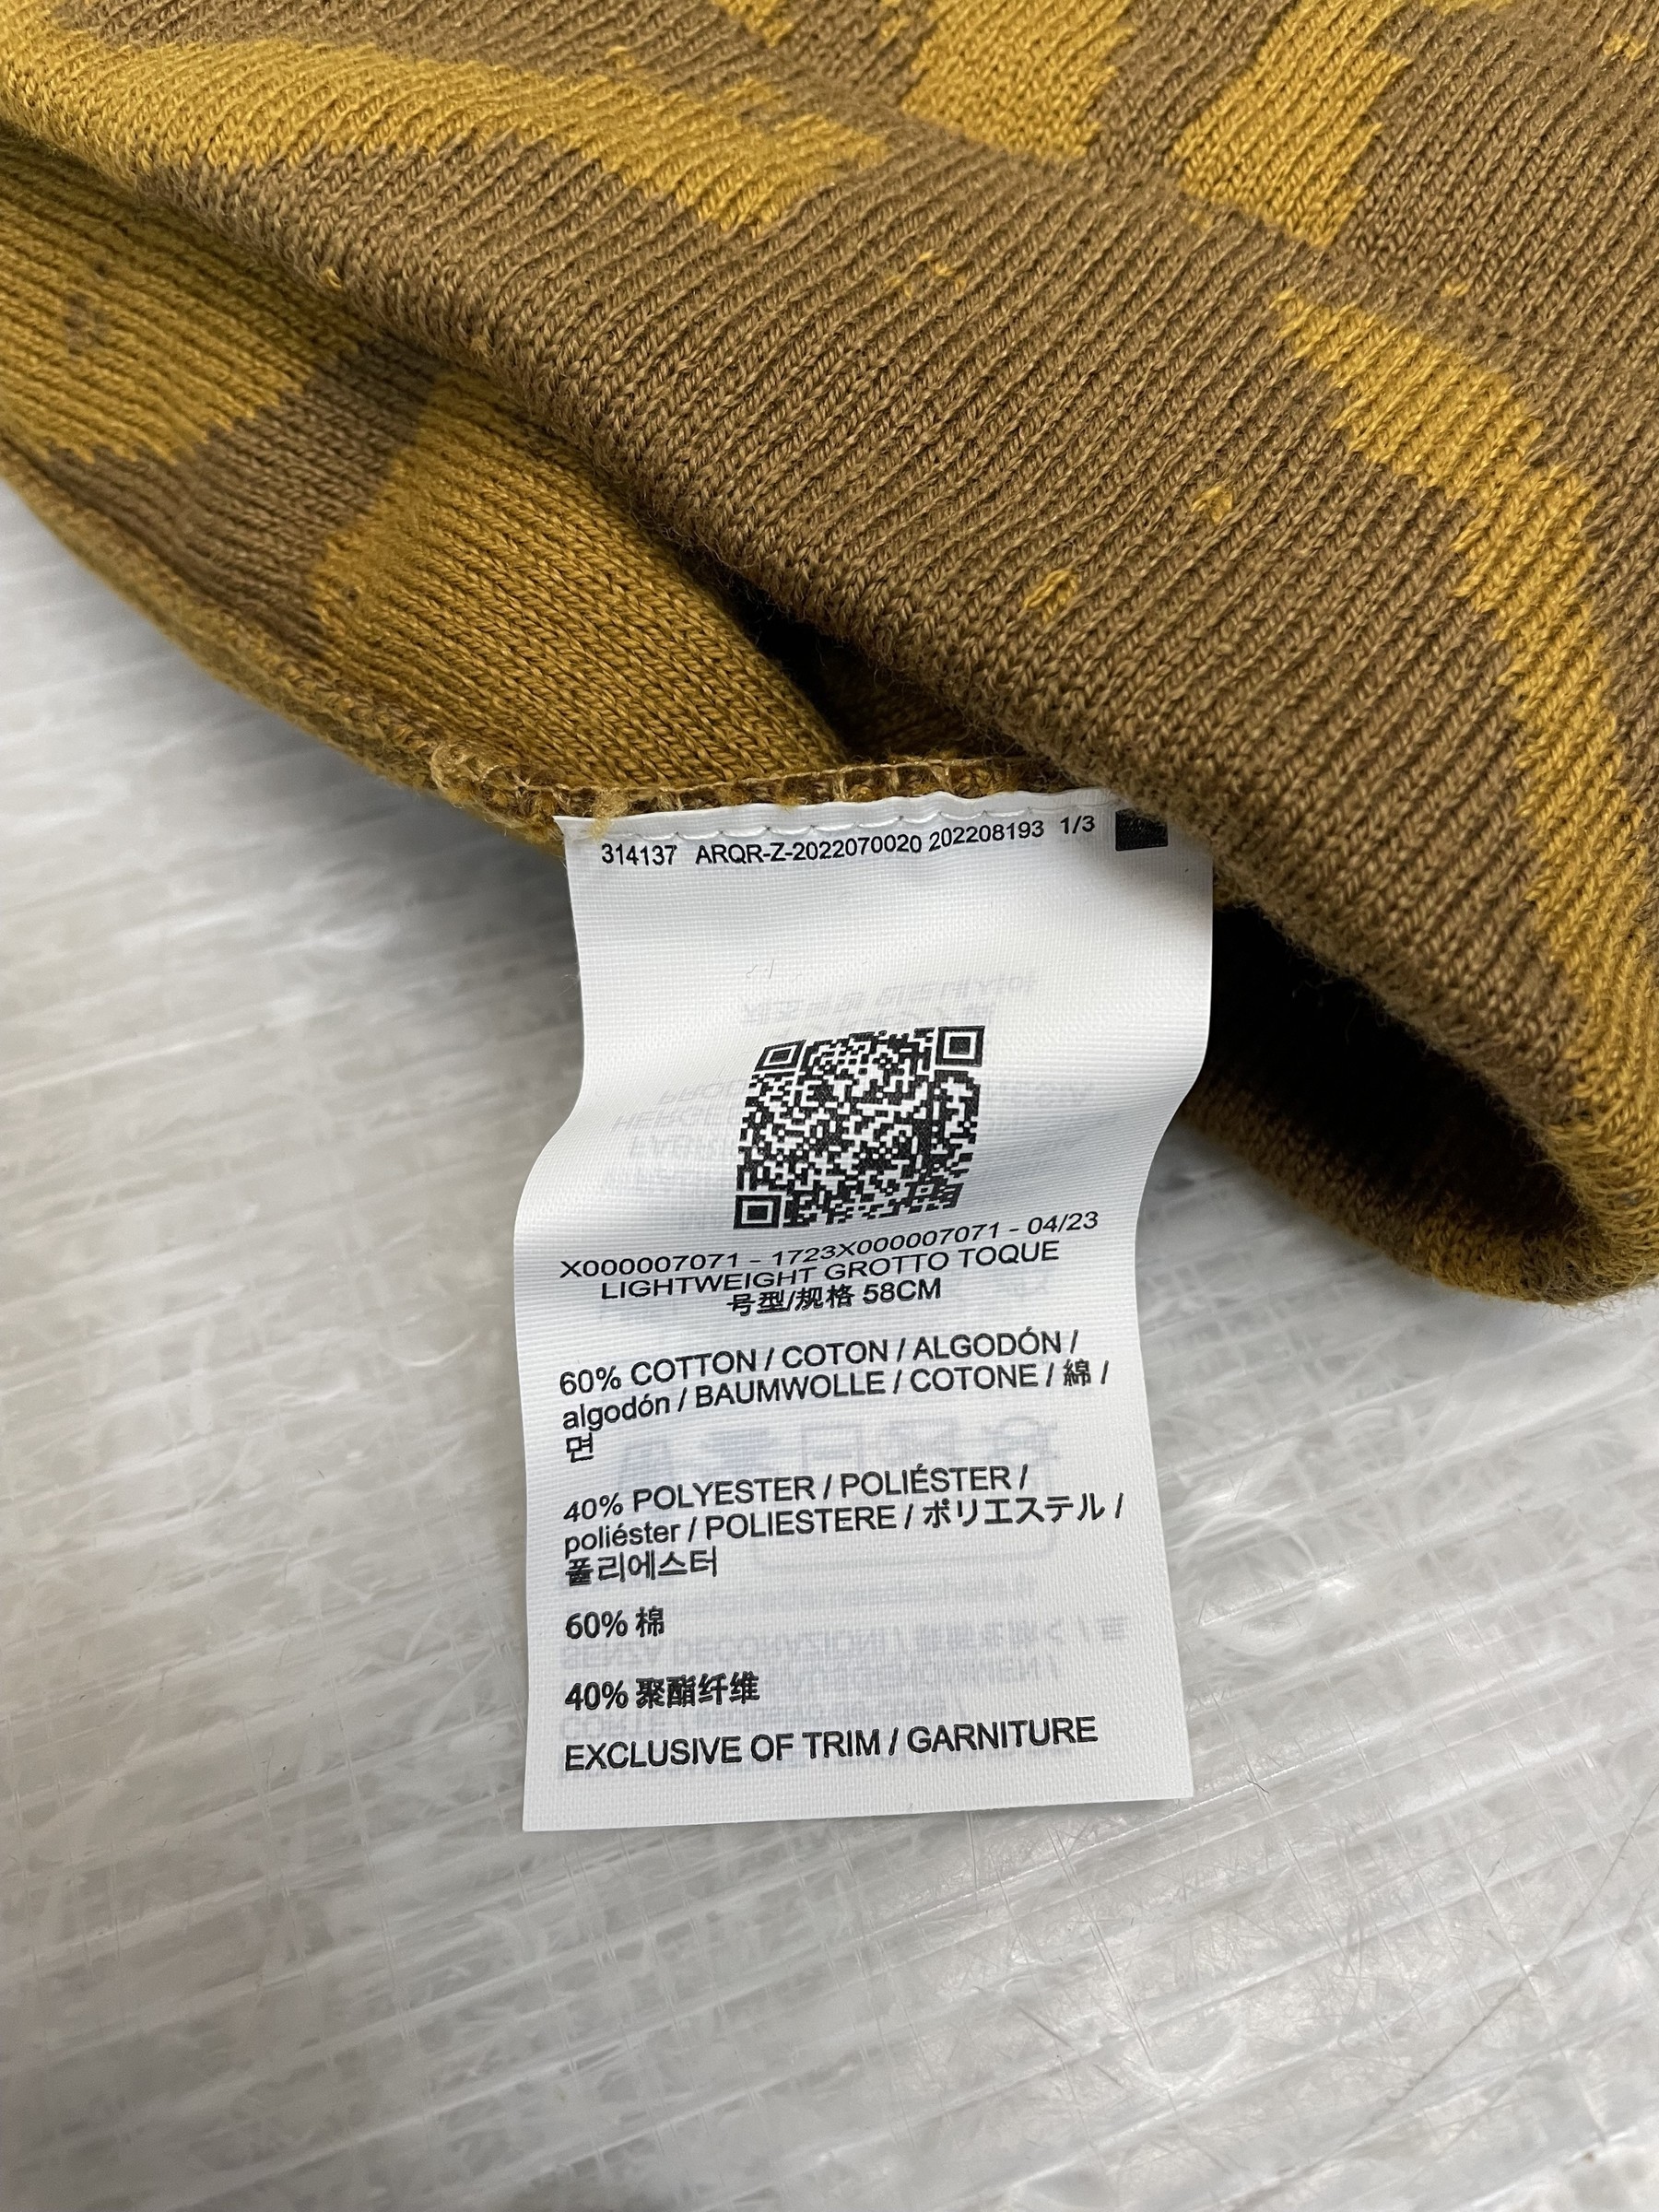 314137 ARQR-Z-2022070020 202208193 1/3
X000007071 - 1723X000007071 - 04/23
LIGHTWEIGHT GROTTO TOQUE
号型/规格 58CM
60% COTTON / COTON / ALGODÓN /
algodón / BAUMWOLLE / COTONE / 綿 /
면
40% POLYESTER / POLIÉSTER /
poliéster / POLIESTERE / ポリエステル /
폴리에스터
60% 棉
40% 聚酯纤维
EXCLUSIVE OF TRIM / GARNITURE